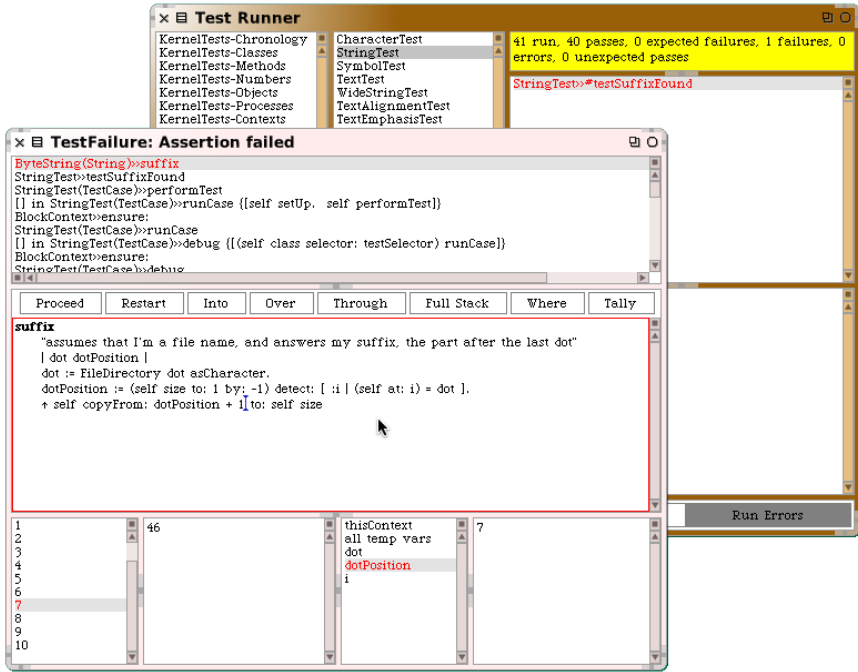 Test Runner
KernelTests-Chronology
KernelTests-Classes
KernelTests-Methods
KernelTests-Numbers
KernelTests-Objects
KernelTests-Processes
KernelTests-Contexts
CharacterTest
StringTest
SymbolTest
TextTest
WideStringTest
TextAlignmentTest
TextEmphasisTest
41 run, 40 passes, 0 expected failures, 1 failures, 0
errors, 0 unexpected passes
StringTest»#testSuffixFound
Run Errors
TestFailure: Assertion failed
ByteString(String)»suffix
StringTest»testSuffixFound
StringTest(TestCase)»performTest
[] in StringTest(TestCase)»runCase {[self setUp. self performTest]}
BlockContext»ensure:
StringTest(TestCase)»runCase
[] in StringTest(TestCase)»debug {[(self class selector: testSelector) runCase]}
BlockContext»ensure:
StringTest(TestCase)»debug
Proceed Restart Into Over Through Full Stack Where Tally
suffix
"assumes that I'm a file name, and answers my suffix, the part after the last dot"
| dot dotPosition |
dot := FileDirectory dot asCharacter.
dotPosition := (self size to: 1 by: -1) detect: [ :i | (self at: i) = dot ].
↑ self copyFrom: dotPosition + 1 to: self size
1
2
3
4
5
6
7
8
9
10
46
thisContext
all temp vars
dot
dotPosition
i
7